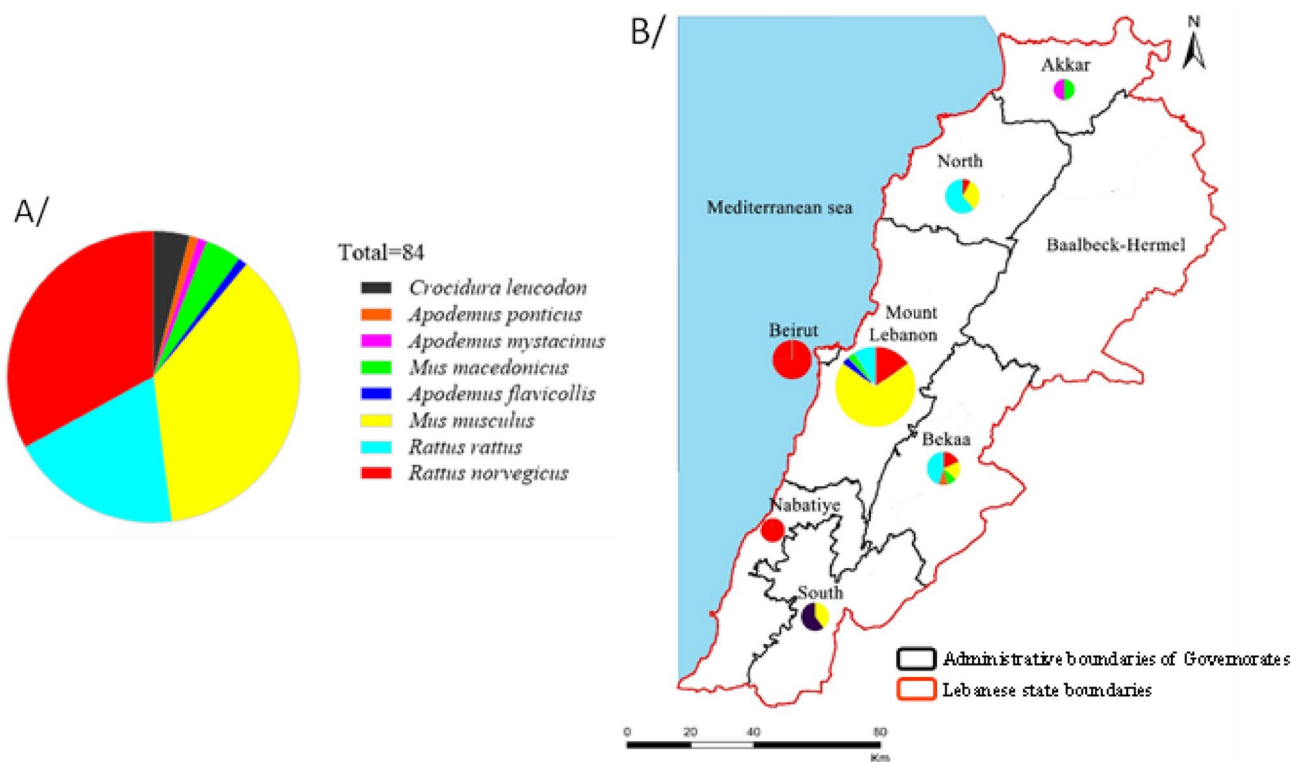 A/
Total=84
Crocidura leucodon
Apodemus ponticus
Apodemus mystacinus
Mus macedonicus
Apodemus flavicollis
Mus musculus
Rattus rattus
Rattus norvegicus
B/
N
Akkar
North
Mediterranean sea
Baalbeck-Hermel
Mount
Lebanon
Beirut
Bekaa
Nabatiye
South
Administrative boundaries of Governorates
Lebanese state boundaries
0 20 40 80
Km